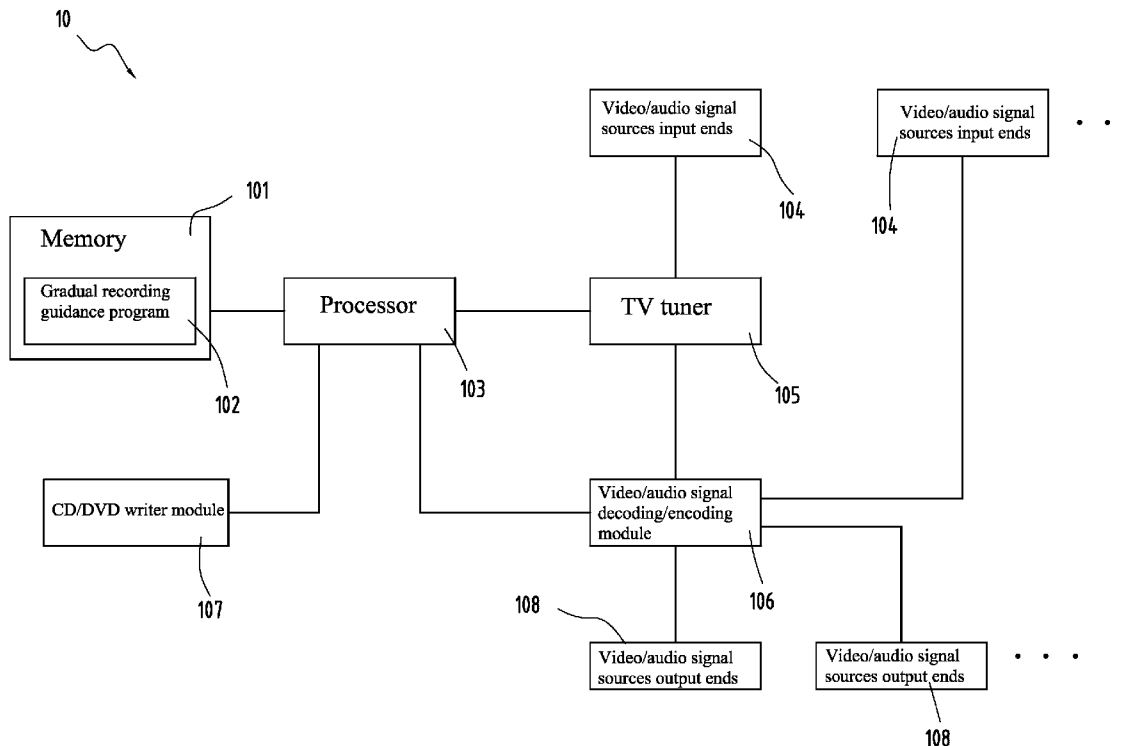 10
Video/audio signal
sources input ends
Video/audio signal
sources input ends
. .
101
104
104
Memory
Gradual recording
guidance program
Processor
TV tuner
102
103
105
CD/DVD writer module
Video/audio signal
decoding/encoding
module
107
108
106
Video/audio signal
sources output ends
Video/audio signal
sources output ends
. . .
108